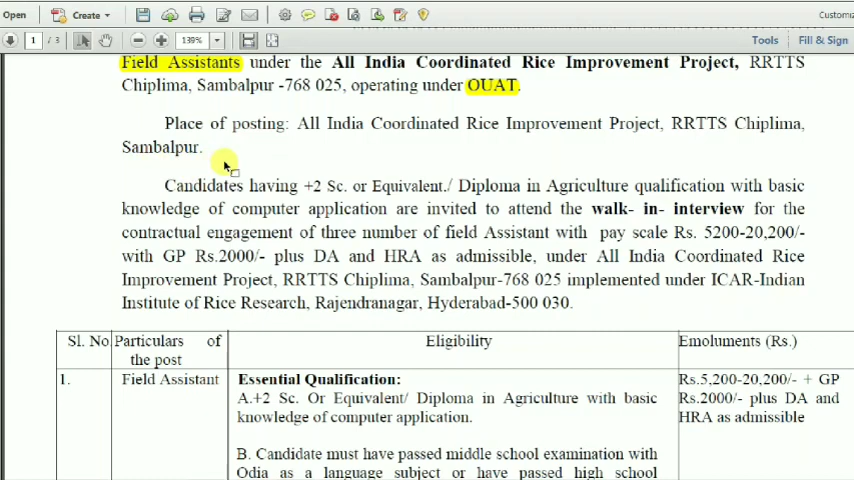 Open Create Customiz
1 / 3 139% Tools Fill & Sign
Field Assistants under the All India Coordinated Rice Improvement Project, RRTTS
Chiplima, Sambalpur -768 025, operating under OUAT.
Place of posting: All India Coordinated Rice Improvement Project, RRTTS Chiplima,
Sambalpur.
Candidates having +2 Sc. or Equivalent./ Diploma in Agriculture qualification with basic
knowledge of computer application are invited to attend the walk- in- interview for the
contractual engagement of three number of field Assistant with pay scale Rs. 5200-20,200/-
with GP Rs.2000/- plus DA and HRA as admissible, under All India Coordinated Rice
Improvement Project, RRTTS Chiplima, Sambalpur-768 025 implemented under ICAR-Indian
Institute of Rice Research, Rajendranagar, Hyderabad-500 030.
Sl. No Particulars of Eligibility Emoluments (Rs.)
the post
1. Field Assistant Essential Qualification: Rs.5,200-20,200/- + GP
A.+2 Sc. Or Equivalent/ Diploma in Agriculture with basic Rs.2000/- plus DA and
knowledge of computer application. HRA as admissible
B. Candidate must have passed middle school examination with
Odia as a language subject or have passed high school